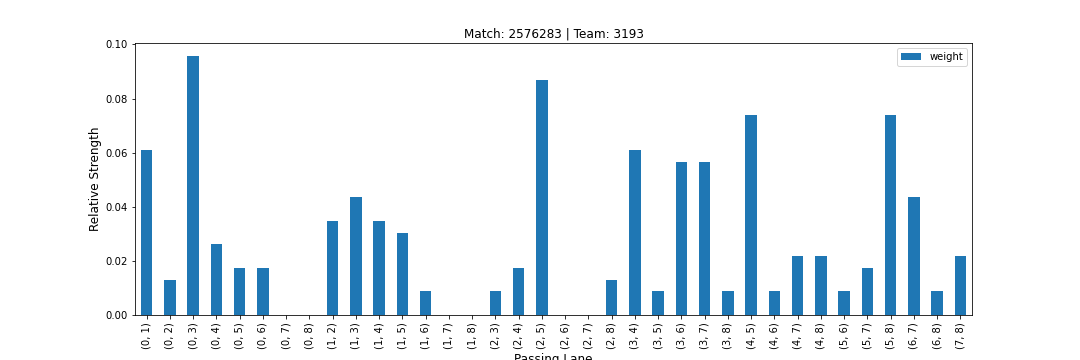 Match: 2576283 | Team: 3193
weight
0.10
0.08
0.06
0.04
0.02
0.00
Relative Strength
(0, 1) (0, 2) (0, 3) (0, 4) (0, 5) (0, 6) (0, 7) (0, 8) (1, 2) (1, 3) (1, 4) (1, 5) (1, 6) (1, 7) (1, 8) (2, 3) (2, 4) (2, 5) (2, 6) (2, 7) (2, 8) (3, 4) (3, 5) (3, 6) (3, 7) (3, 8) (4, 5) (4, 6) (4, 7) (4, 8) (5, 6) (5, 7) (5, 8) (6, 7) (6, 8) (7, 8)
Passing Lane